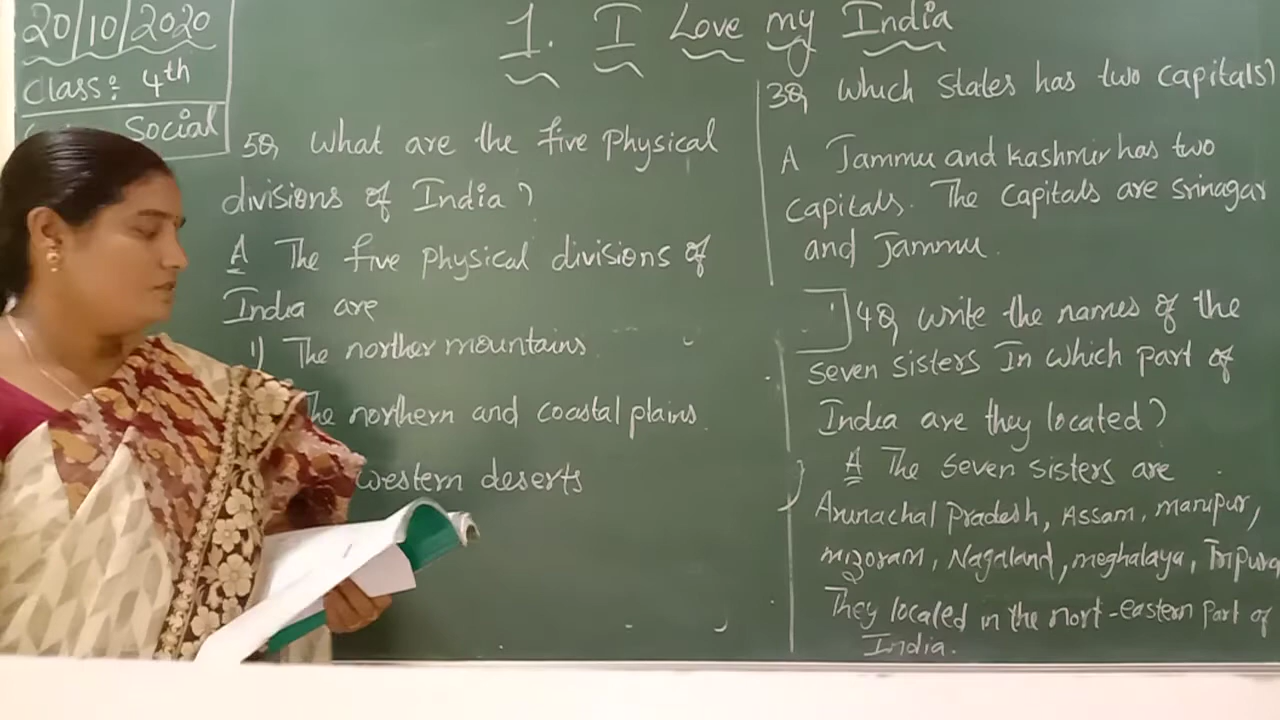 20/10/2020
Class: 4th
Social
1. I Love my India
5Q What are the five Physical
divisions of India?
A The five physical divisions of
India are
1) The norther mountains
The northern and coastal plains.
western deserts
3Q Which states has two capitals?
A Jammu and Kashmir has two
capitals. The capitals are Srinagar
and Jammu.
4Q write the names of the
seven sisters In which part of
India are they located?
A The seven sisters are
Arunachal Pradesh, Assam, manipur,
mizoram, Nagaland, meghalaya, Tripura
They located in the nort-eastern part of
India.